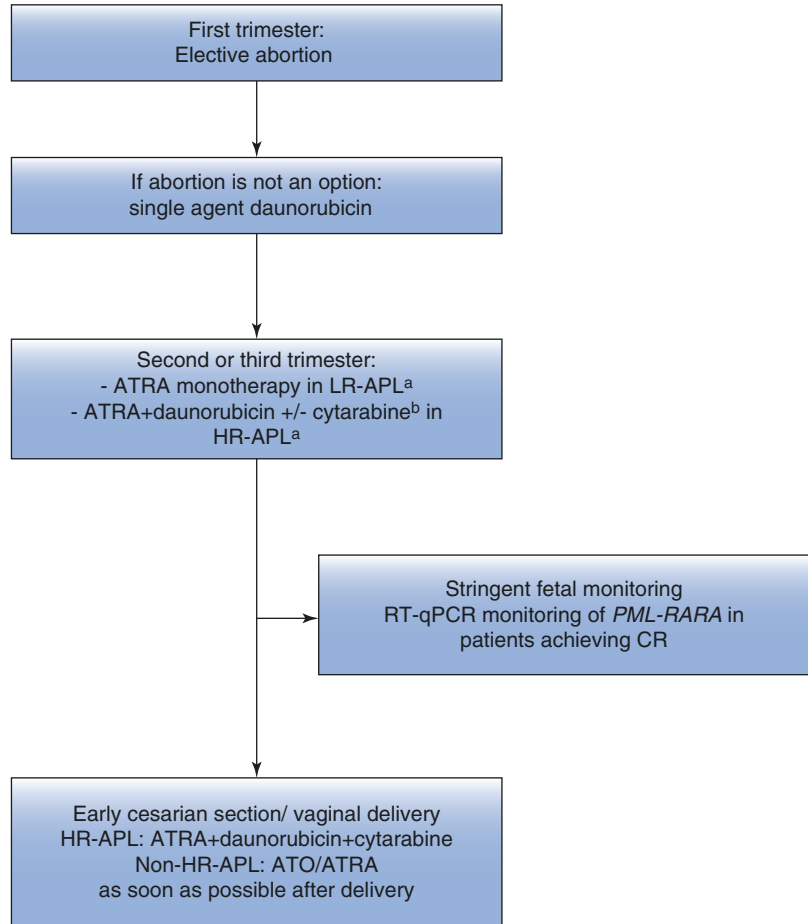 First trimester:
Elective abortion
If abortion is not an option:
single agent daunorubicin
Second or third trimester:
- ATRA monotherapy in LR-APLᵃ
- ATRA+daunorubicin +/- cytarabineᵇ in
HR-APLᵃ
Stringent fetal monitoring
RT-qPCR monitoring of PML-RARA in
patients achieving CR
Early cesarian section/ vaginal delivery
HR-APL: ATRA+daunorubicin+cytarabine
Non-HR-APL: ATO/ATRA
as soon as possible after delivery